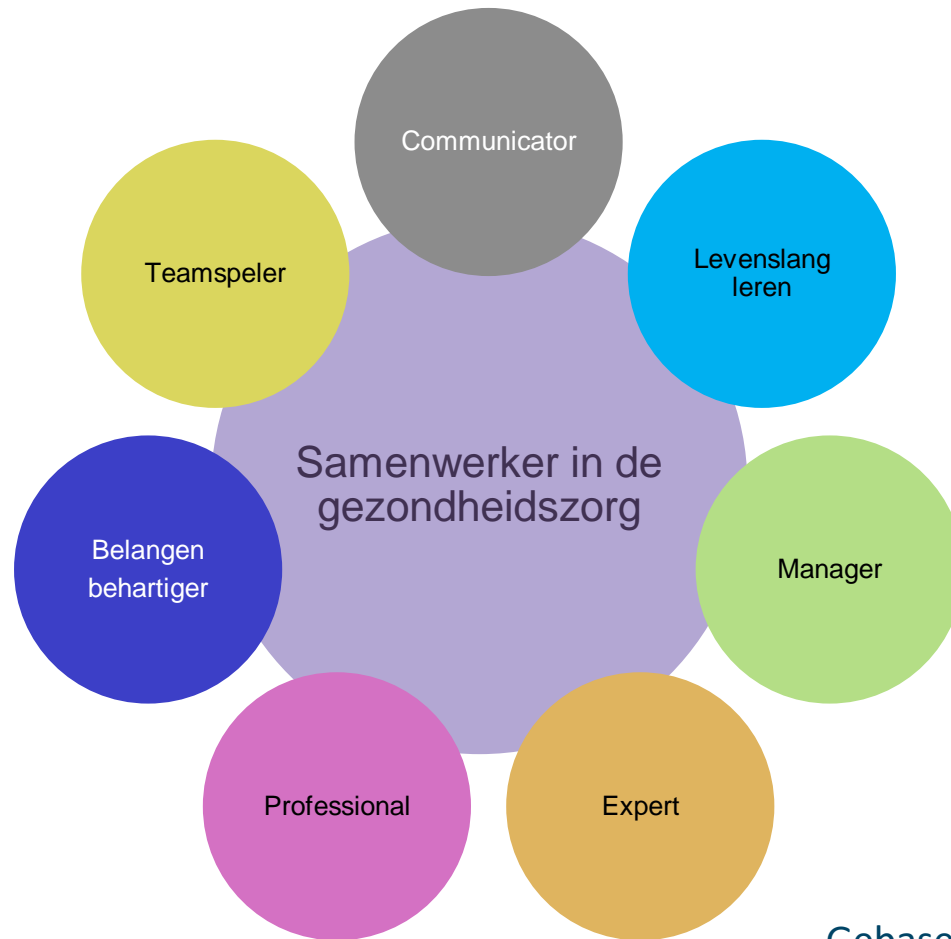 Communicator
Levenslang
leren
Teamspeler
Samenwerker in de
gezondheidszorg
Belangen
behartiger
Manager
Professional
Expert